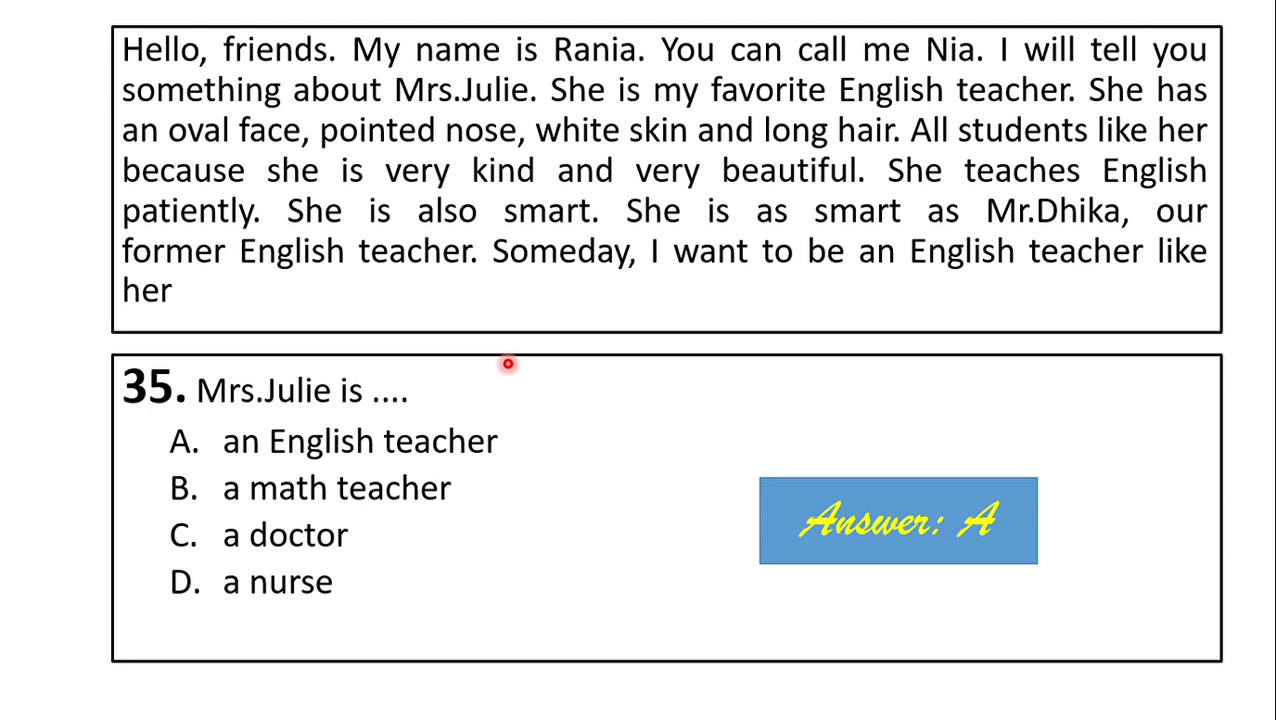 Hello, friends. My name is Rania. You can call me Nia. I will tell you
something about Mrs.Julie. She is my favorite English teacher. She has
an oval face, pointed nose, white skin and long hair. All students like her
because she is very kind and very beautiful. She teaches English
patiently. She is also smart. She is as smart as Mr.Dhika, our
former English teacher. Someday, I want to be an English teacher like
her
35. Mrs.Julie is ....
A. an English teacher
B. a math teacher
C. a doctor
D. a nurse
Answer: A